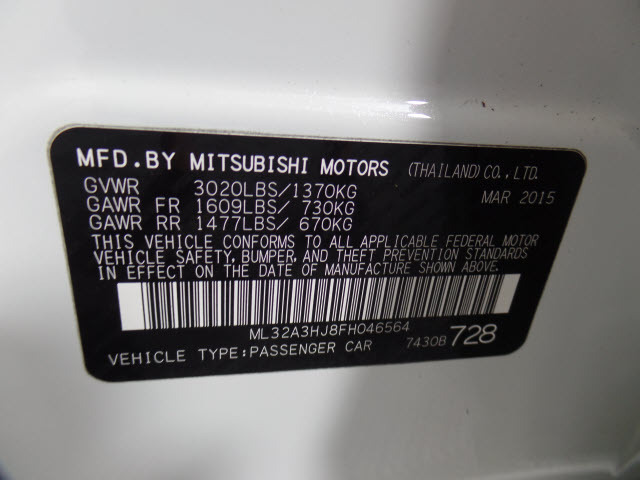 MFD.BY MITSUBISHI MOTORS (THAILAND) CO., LTD.
GVWR 3020LBS/1370KG MAR 2015
GAWR FR 1609LBS/ 730KG
GAWR RR 1477LBS/ 670KG
THIS VEHICLE CONFORMS TO ALL APPLICABLE FEDERAL MOTOR
VEHICLE SAFETY, BUMPER, AND THEFT PREVENTION STANDARDS
IN EFFECT ON THE DATE OF MANUFACTURE SHOWN ABOVE.
ML32A3HJ8FH046564
VEHICLE TYPE:PASSENGER CAR 7430B 728